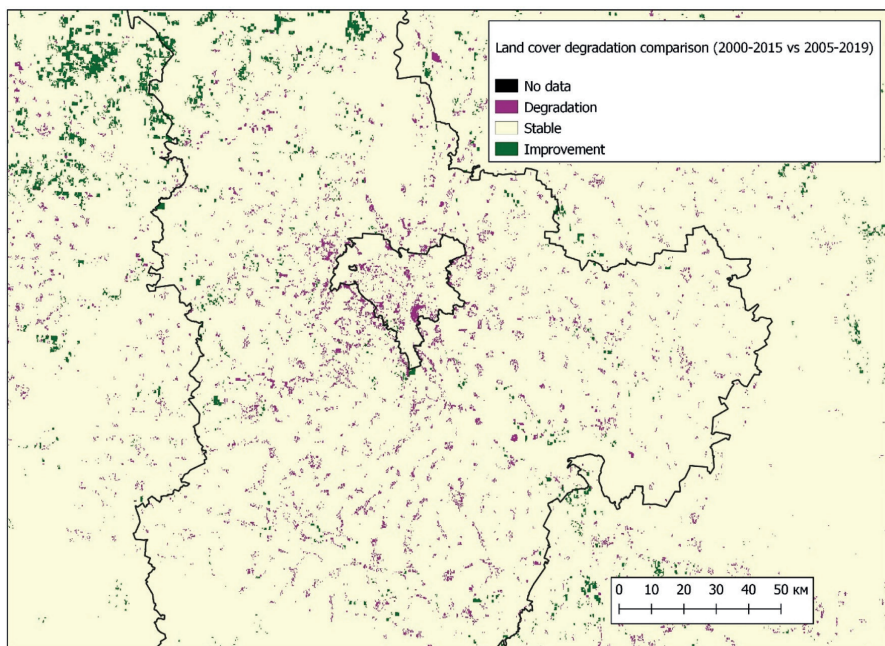 Land cover degradation comparison (2000-2015 vs 2005-2019)
No data
Degradation
Stable
Improvement
0 10 20 30 40 50 км